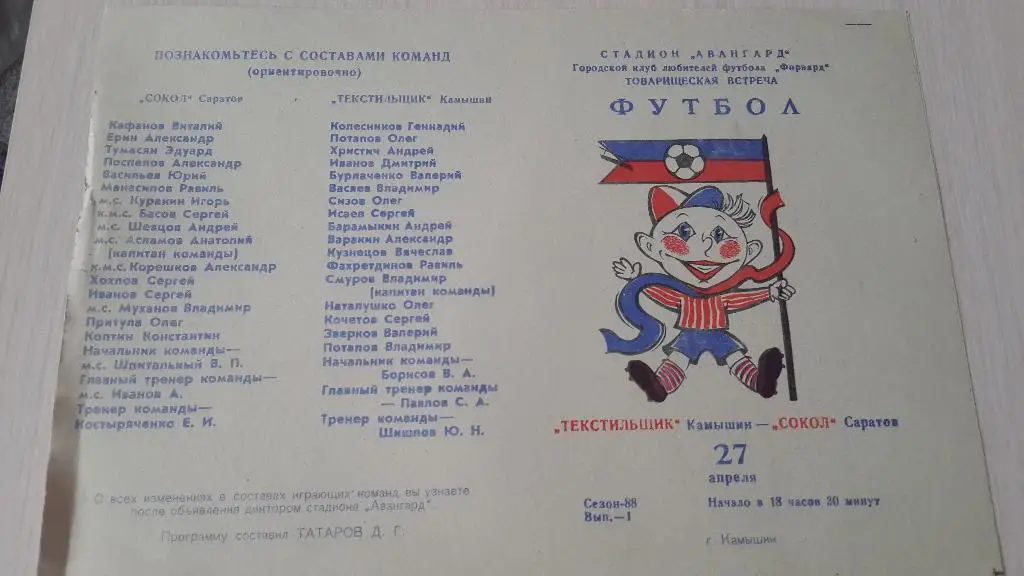 ПОЗНАКОМЬТЕСЬ С СОСТАВАМИ КОМАНД
(ориентировочно)
„СОКОЛ" Саратов
Кафанов Виталий
Ерин Александр
Тумасян Эдуард
Поспелов Александр
Васильев Юрий
Манасипов Равиль
м.с. Куракин Игорь
к.м.с. Басов Сергей
м.с. Шевцов Андрей
м.с. Асламов Анатолий
(капитан команды)
к.м.с. Корешков Александр
Хохлов Сергей
Иванов Сергей
м.с. Муханов Владимир
Притула Олег
Коптин Константин
Начальник команды—
м.с. Шпитальный В. П.
Главный тренер команды—
м.с. Иванов А.
Тренер команды—
Костыряченко Е. И.
„ТЕКСТИЛЬЩИК" Камышин
Колесников Геннадий
Потапов Олег
Христич Андрей
Иванов Дмитрий
Бурлаченко Валерий
Васяев Владимир
Сизов Олег
Исаев Сергей
Барамыкин Андрей
Варакин Александр
Кузнецов Вячеслав
Фахретдинов Равиль
Смуров Владимир
(капитан команды)
Наталушко Олег
Кочетов Сергей
Зверков Валерий
Потапов Владимир
Начальник команды—
Борисов В. А.
Главный тренер команды
— Павлов С. А.
Тренер команды—
Шишлов Ю. Н.
О всех изменениях в составах играющих команд вы узнаете
после объявления диктором стадиона „Авангард".
Программу составил ТАТАРОВ Д. Г.
СТАДИОН „АВАНГАРД"
Городской клуб любителей футбола „Форвард"
ТОВАРИЩЕСКАЯ ВСТРЕЧА
ФУТБОЛ
„ТЕКСТИЛЬЩИК" Камышин — „СОКОЛ" Саратов
27
апреля
Сезон-88
Вып.—1
Начало в 18 часов 30 минут
г. Камышин